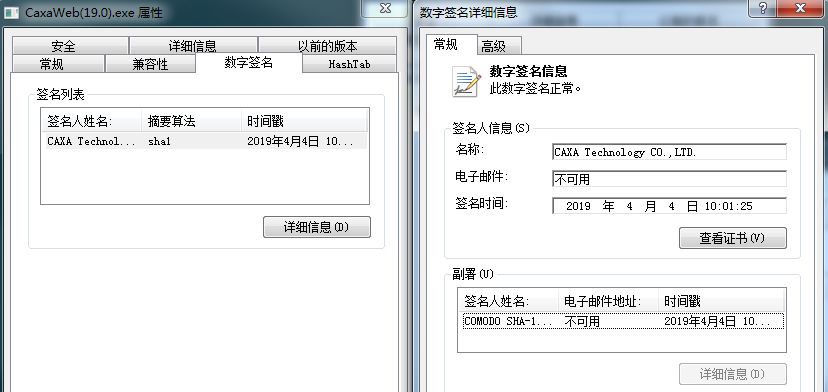 CaxaWeb(19.0).exe 属性
安全
详细信息
以前的版本
常规
兼容性
数字签名
HashTab
签名列表
签名人姓名:
摘要算法
时间戳
CAXA Technol...
sha1
2019年4月4日 10...
详细信息(D)
数字签名详细信息
常规
高级
数字签名信息
此数字签名正常。
签名人信息(S)
名称:
CAXA Technology CO.,LTD.
电子邮件:
不可用
签名时间:
2019 年 4 月 4 日 10:01:25
查看证书(V)
副署(U)
签名人姓名:
电子邮件地址:
时间戳
COMODO SHA-1...
不可用
2019年4月4日 10...
详细信息(D)